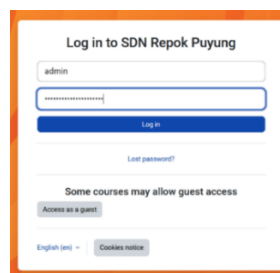 Log in to SDN Repok Puyung
admin
Log in
Lost password?
Some courses may allow guest access
Access as a guest
English (en)
Cookies notice